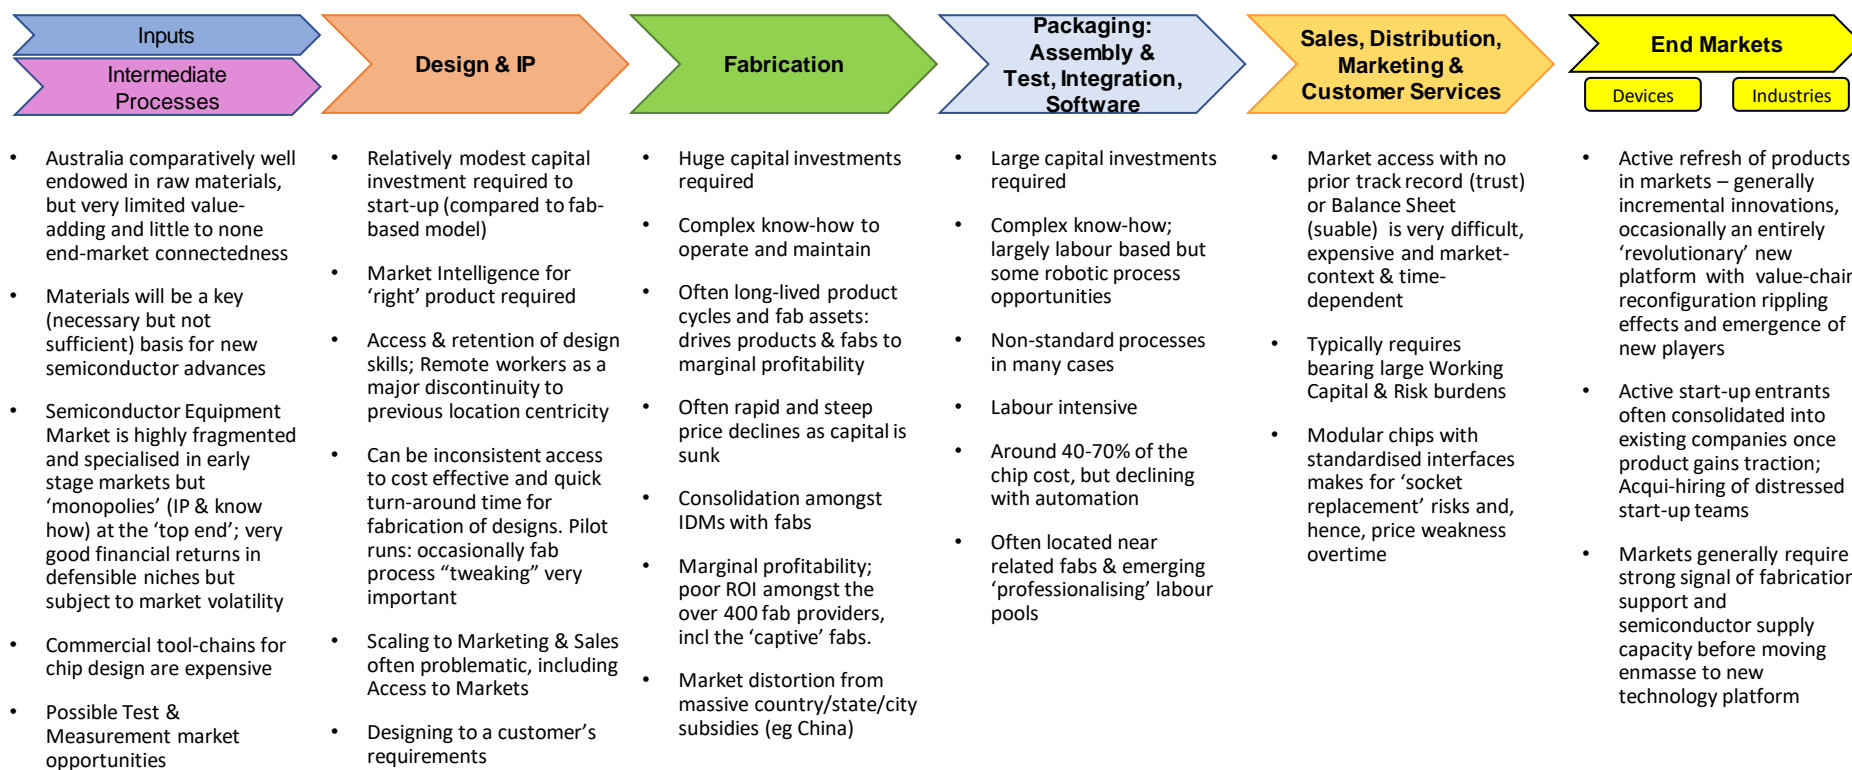 Inputs
Intermediate
Processes
Design & IP
Fabrication
Packaging:
Assembly &
Test, Integration,
Software
Sales, Distribution,
Marketing &
Customer Services
End Markets
Devices
Industries
• Australia comparatively well
endowed in raw materials,
but very limited value-
adding and little to none
end-market connectedness
• Materials will be a key
(necessary but not
sufficient) basis for new
semiconductor advances
• Semiconductor Equipment
Market is highly fragmented
and specialised in early
stage markets but
‘monopolies’ (IP & know
how) at the ‘top end’; very
good financial returns in
defensible niches but
subject to market volatility
• Commercial tool-chains for
chip design are expensive
• Possible Test &
Measurement market
opportunities
• Relatively modest capital
investment required to
start-up (compared to fab-
based model)
• Market Intelligence for
‘right’ product required
• Access & retention of design
skills; Remote workers as a
major discontinuity to
previous location centricity
• Can be inconsistent access
to cost effective and quick
turn-around time for
fabrication of designs. Pilot
runs: occasionally fab
process “tweaking” very
important
• Scaling to Marketing & Sales
often problematic, including
Access to Markets
• Designing to a customer’s
requirements
• Huge capital investments
required
• Complex know-how to
operate and maintain
• Often long-lived product
cycles and fab assets:
drives products & fabs to
marginal profitability
• Often rapid and steep
price declines as capital is
sunk
• Consolidation amongst
IDMs with fabs
• Marginal profitability;
poor ROI amongst the
over 400 fab providers,
incl the ‘captive’ fabs.
• Market distortion from
massive country/state/city
subsidies (eg China)
• Large capital investments
required
• Complex know-how;
largely labour based but
some robotic process
opportunities
• Non-standard processes
in many cases
• Labour intensive
• Around 40-70% of the
chip cost, but declining
with automation
• Often located near
related fabs & emerging
‘professionalising’ labour
pools
• Market access with no
prior track record (trust)
or Balance Sheet
(suable) is very difficult,
expensive and market-
context & time-
dependent
• Typically requires
bearing large Working
Capital & Risk burdens
• Modular chips with
standardised interfaces
makes for ‘socket
replacement’ risks and,
hence, price weakness
overtime
• Active refresh of products
in markets – generally
incremental innovations,
occasionally an entirely
‘revolutionary’ new
platform with value-chain
reconfiguration rippling
effects and emergence of
new players
• Active start-up entrants
often consolidated into
existing companies once
product gains traction;
Acqui-hiring of distressed
start-up teams
• Markets generally require
strong signal of fabrication
support and
semiconductor supply
capacity before moving
enmasse to new
technology platform